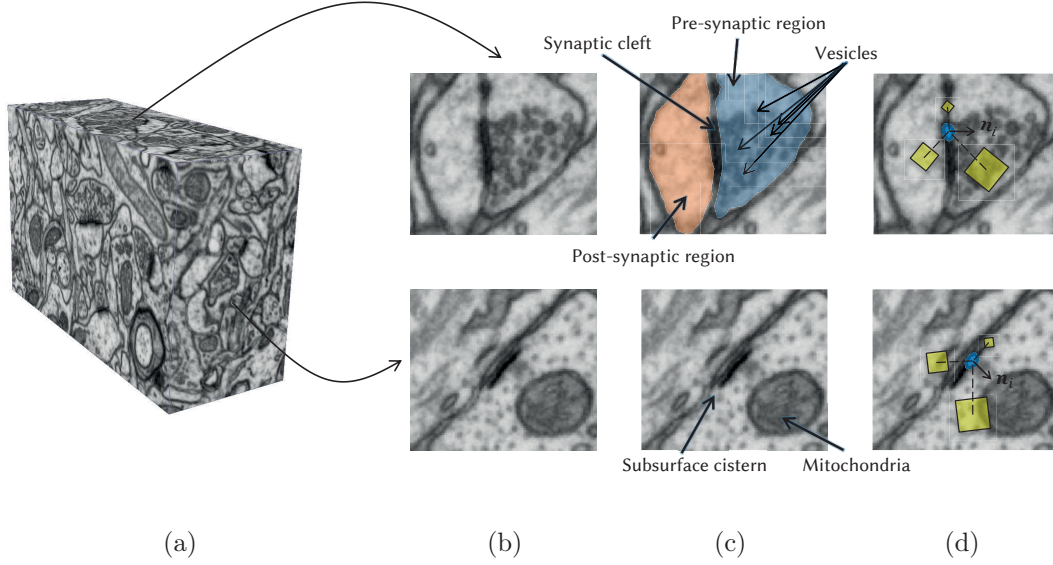 Pre-synaptic region
Synaptic cleft
Vesicles
n_i
Post-synaptic region
n_i
Subsurface cistern
Mitochondria
(a)
(b)
(c)
(d)